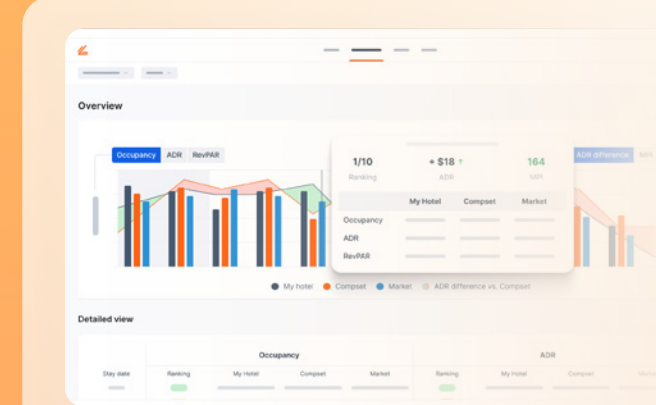 Overview
Occupancy ADR RevPAR
1/10 + $18 ↑ 164
Ranking ADR MPI
My Hotel Compset Market
Occupancy
ADR
RevPAR
ADR difference MPI
My hotel Compset Market ADR difference vs. Compset
Detailed view
Occupancy ADR
Stay date Ranking My Hotel Compset Market Ranking My Hotel Compset Market